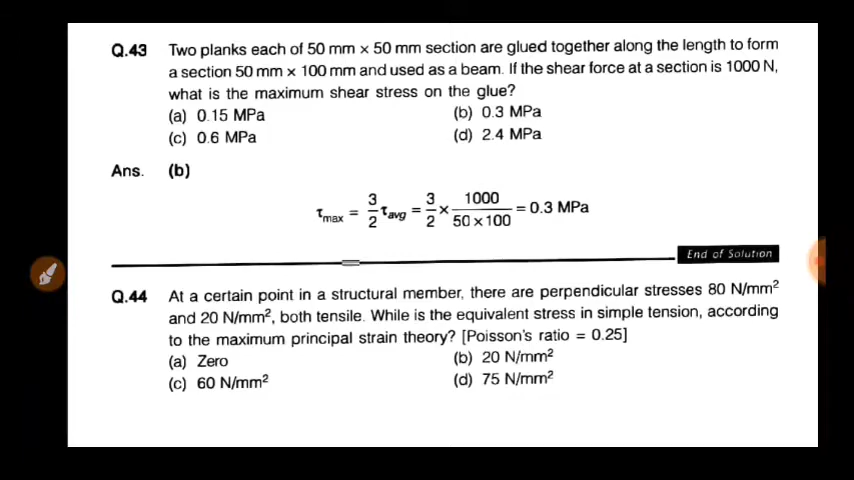 Q.43 Two planks each of 50 mm × 50 mm section are glued together along the length to form
a section 50 mm × 100 mm and used as a beam. If the shear force at a section is 1000 N,
what is the maximum shear stress on the glue?
(a) 0.15 MPa (b) 0.3 MPa
(c) 0.6 MPa (d) 2.4 MPa
Ans. (b)
τmax = 3/2 τavg = 3/2 × 1000/(50 × 100) = 0.3 MPa
End of Solution
Q.44 At a certain point in a structural member, there are perpendicular stresses 80 N/mm²
and 20 N/mm², both tensile. While is the equivalent stress in simple tension, according
to the maximum principal strain theory? [Poisson's ratio = 0.25]
(a) Zero (b) 20 N/mm²
(c) 60 N/mm² (d) 75 N/mm²